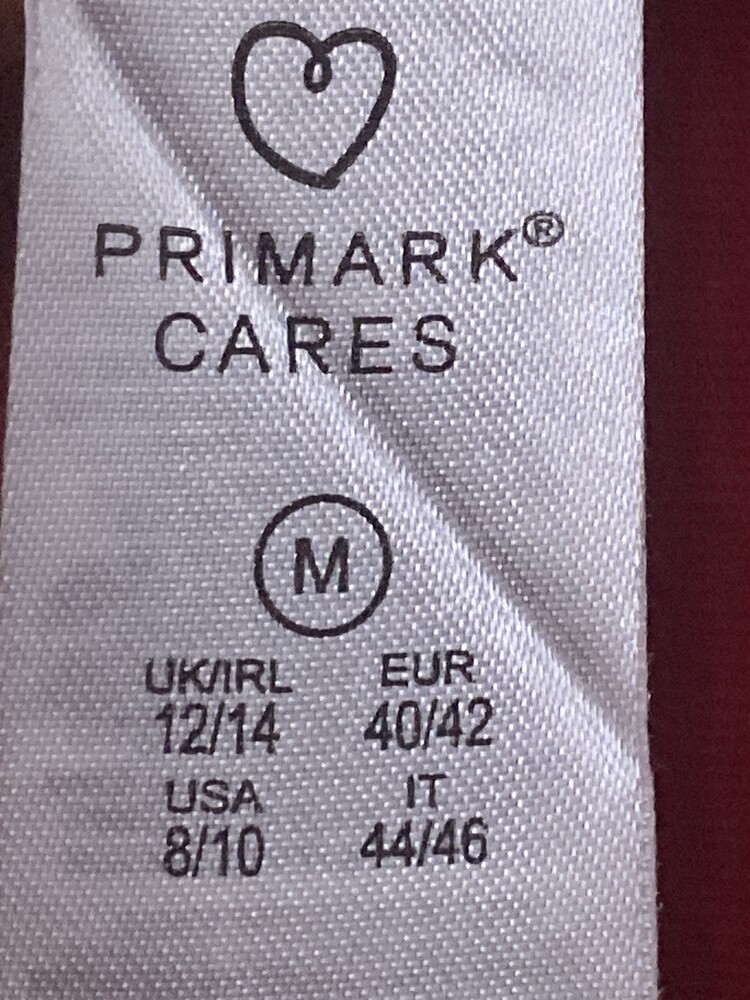 PRIMARK®
CARES
M
UK/IRL EUR
12/14 40/42
USA IT
8/10 44/46